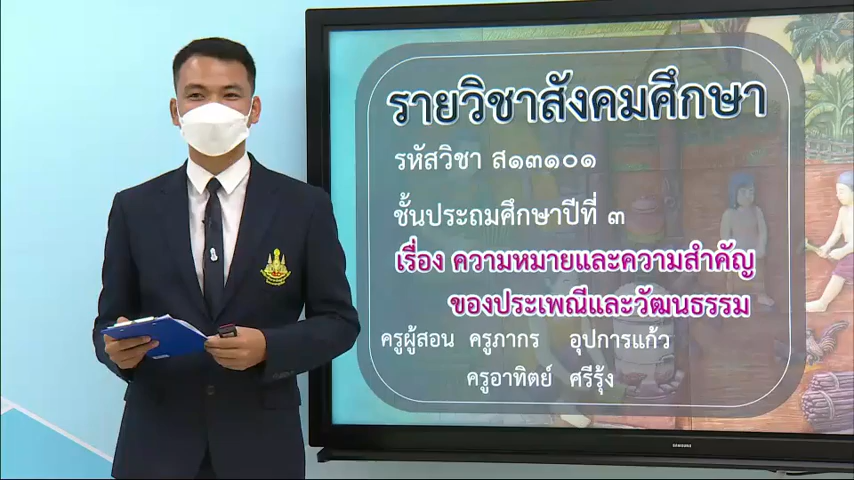 รายวิชาสังคมศึกษา
รหัสวิชา ส๑๓๑๐๑
ชั้นประถมศึกษาปีที่ ๓
เรื่อง ความหมายและความสำคัญ
ของประเพณีและวัฒนธรรม
ครูผู้สอน ครูภากร อุปการแก้ว
ครูอาทิตย์ ศรีรุ้ง
SAMSUNG